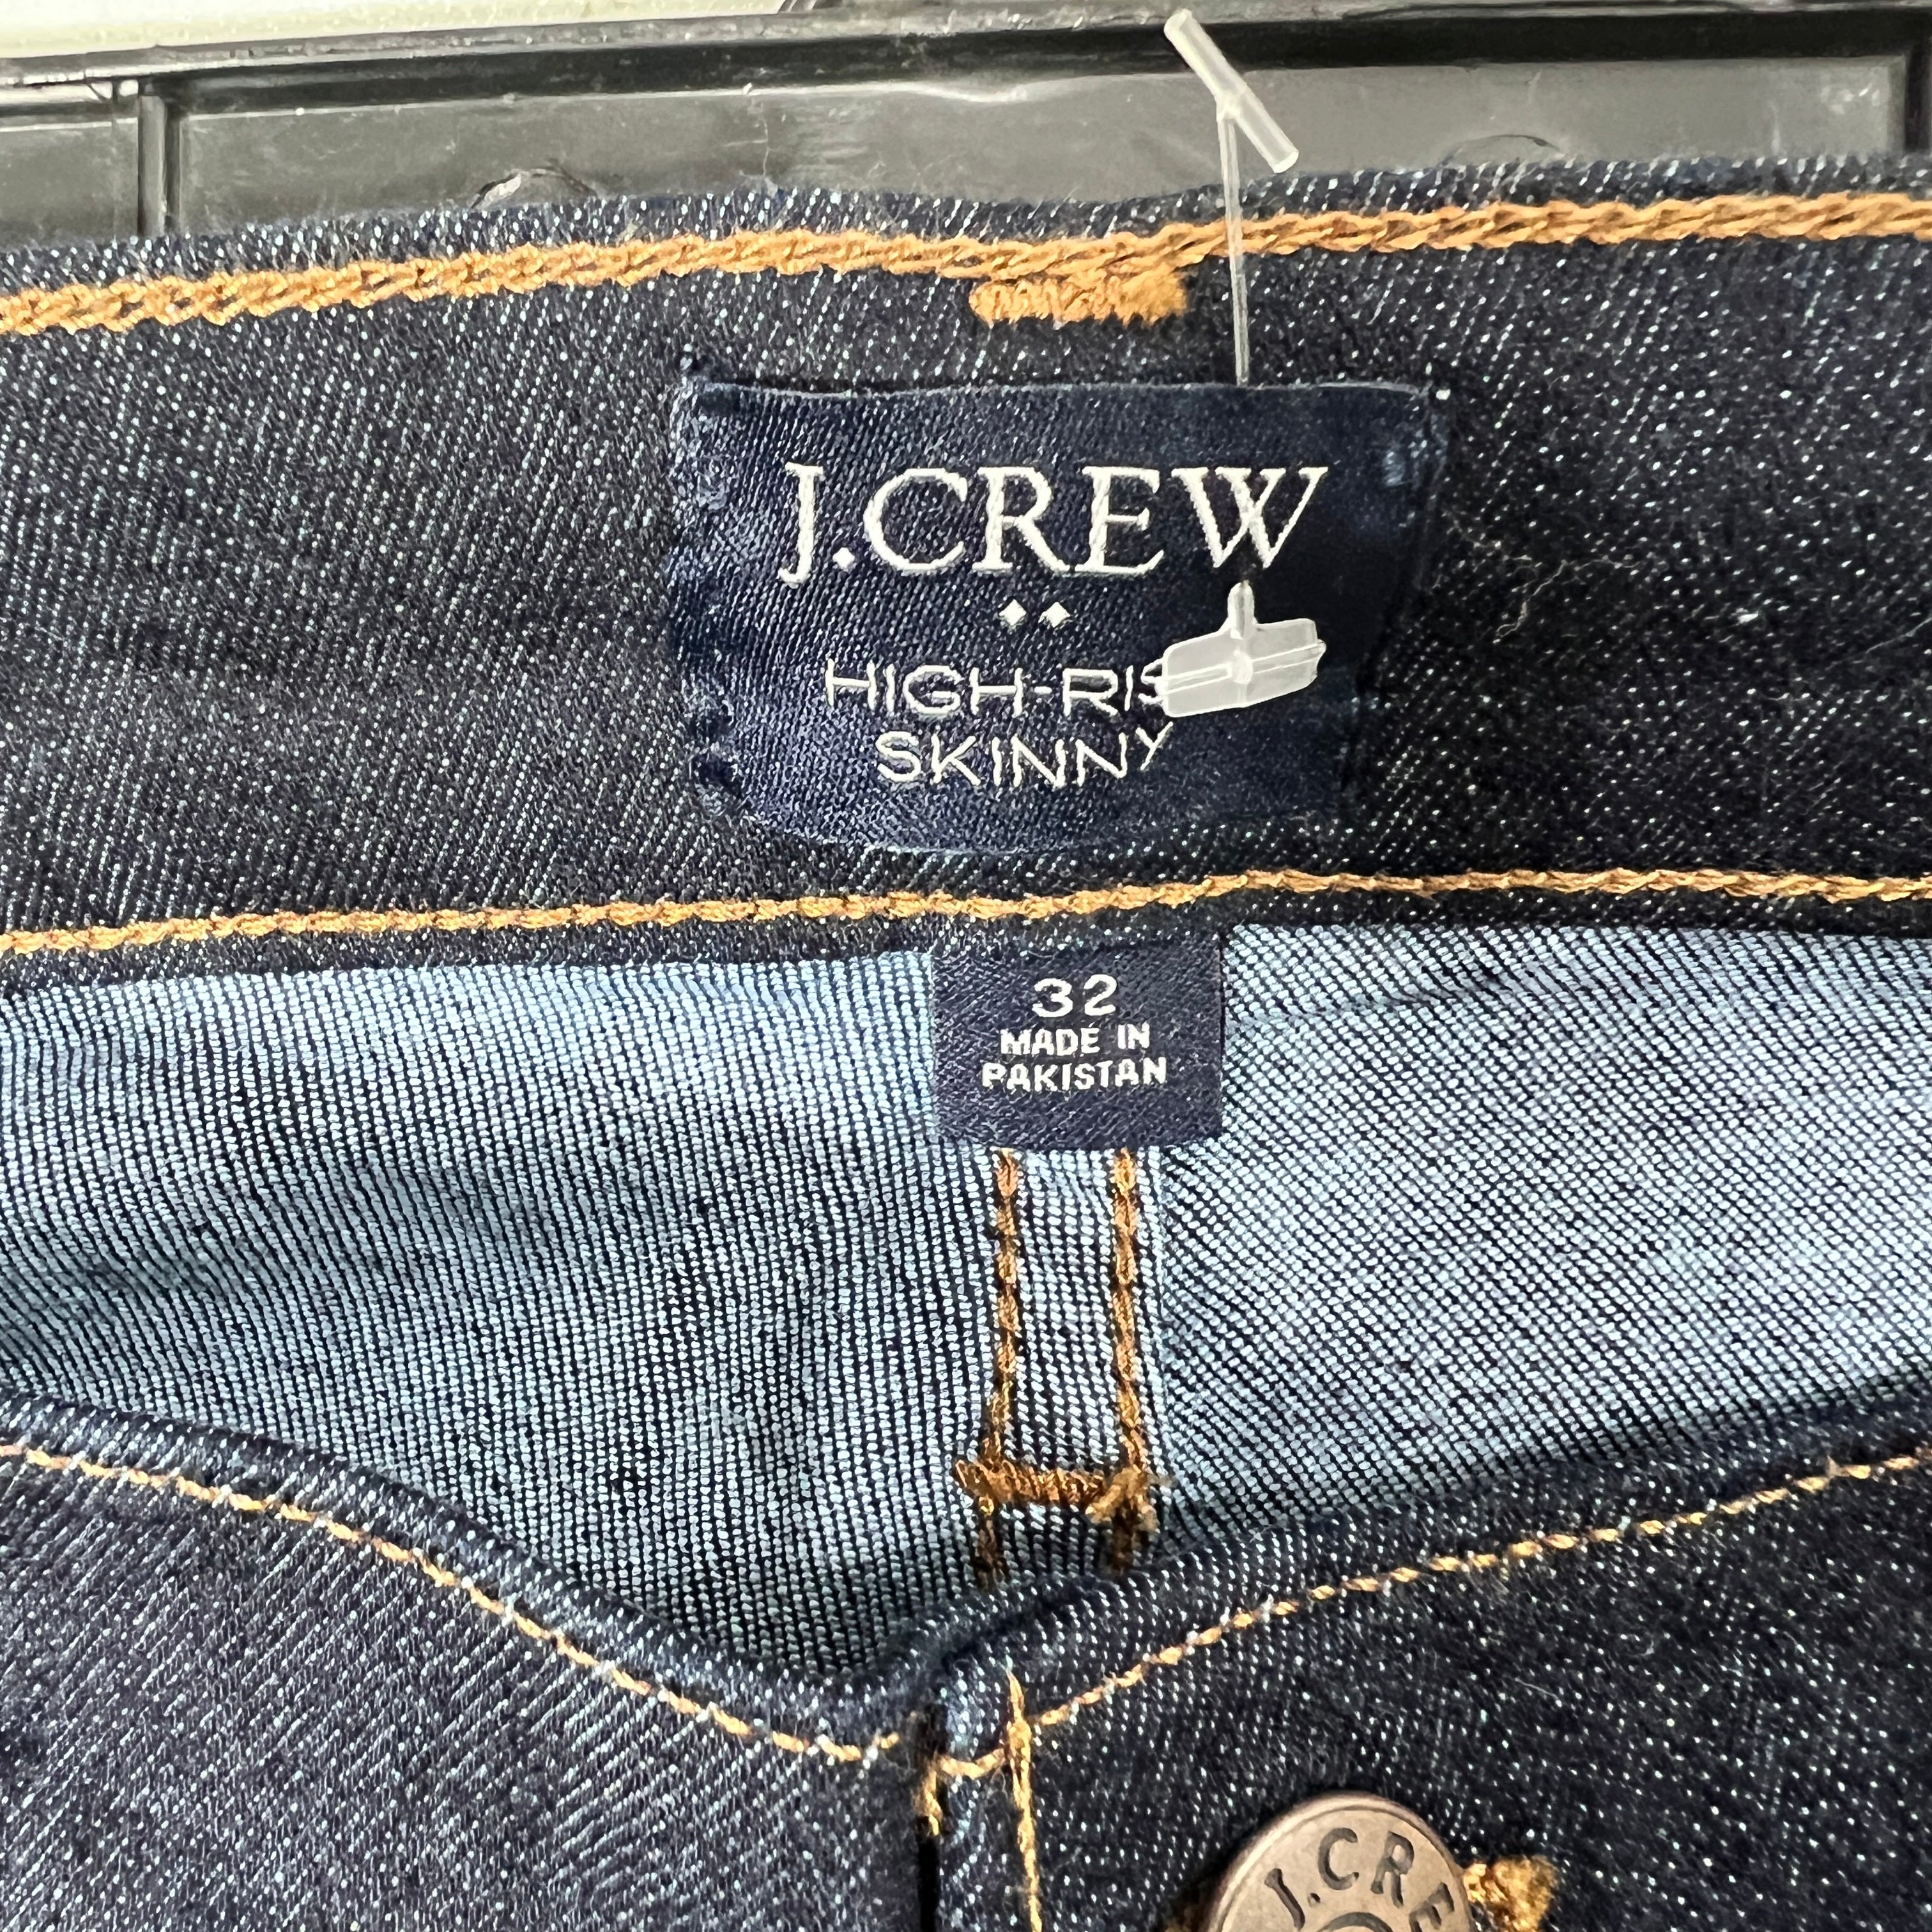 J.CREW
HIGH-RIS
SKINNY
32
MADE IN
PAKISTAN
J.CRE